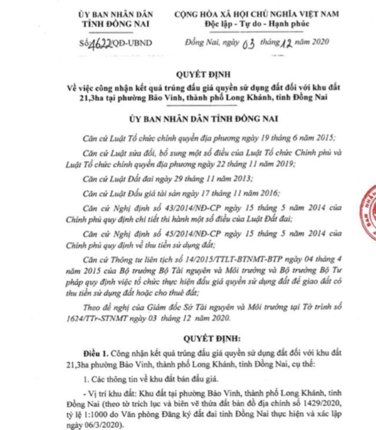 ỦY BAN NHÂN DÂN
TỈNH ĐỒNG NAI
CỘNG HÒA XÃ HỘI CHỦ NGHĨA VIỆT NAM
Độc lập - Tự do - Hạnh phúc
Số 4622/QĐ-UBND
Đồng Nai, ngày 03 tháng 12 năm 2020
QUYẾT ĐỊNH
Về việc công nhận kết quả trúng đấu giá quyền sử dụng đất đối với khu đất
21,3ha tại phường Bảo Vinh, thành phố Long Khánh, tỉnh Đồng Nai
ỦY BAN NHÂN DÂN TỈNH ĐỒNG NAI
Căn cứ Luật Tổ chức chính quyền địa phương ngày 19 tháng 6 năm 2015;
Căn cứ Luật sửa đổi, bổ sung một số điều của Luật Tổ chức Chính phủ và
Luật Tổ chức chính quyền địa phương ngày 22 tháng 11 năm 2019;
Căn cứ Luật Đất đai ngày 29 tháng 11 năm 2013;
Căn cứ Luật Đấu giá tài sản ngày 17 tháng 11 năm 2016;
Căn cứ Nghị định số 43/2014/NĐ-CP ngày 15 tháng 5 năm 2014 của
Chính phủ quy định chi tiết thi hành một số điều của Luật Đất đai;
Căn cứ Nghị định số 45/2014/NĐ-CP ngày 15 tháng 5 năm 2014 của
Chính phủ quy định về thu tiền sử dụng đất;
Căn cứ Thông tư liên tịch số 14/2015/TTLT-BTNMT-BTP ngày 04 tháng 4
năm 2015 của Bộ trưởng Bộ Tài nguyên và Môi trường và Bộ trưởng Bộ Tư
pháp quy định việc tổ chức thực hiện đấu giá quyền sử dụng đất để giao đất có
thu tiền sử dụng đất hoặc cho thuê đất;
Theo đề nghị của Giám đốc Sở Tài nguyên và Môi trường tại Tờ trình số
1624/TTr-STNMT ngày 03 tháng 12 năm 2020.
QUYẾT ĐỊNH:
Điều 1. Công nhận kết quả trúng đấu giá quyền sử dụng đất đối với khu đất
21,3ha phường Bảo Vinh, thành phố Long Khánh, tỉnh Đồng Nai, cụ thể:
1. Các thông tin về khu đất bán đấu giá.
- Vị trí khu đất: Khu đất tại phường Bảo Vinh, thành phố Long Khánh, tỉnh
Đồng Nai (theo tờ trích lục và biên vẽ thửa đất bản đồ địa chính số 1429/2020,
tỷ lệ 1:1000 do Văn phòng Đăng ký đất đai tỉnh Đồng Nai thực hiện và xác lập
ngày 06/3/2020).